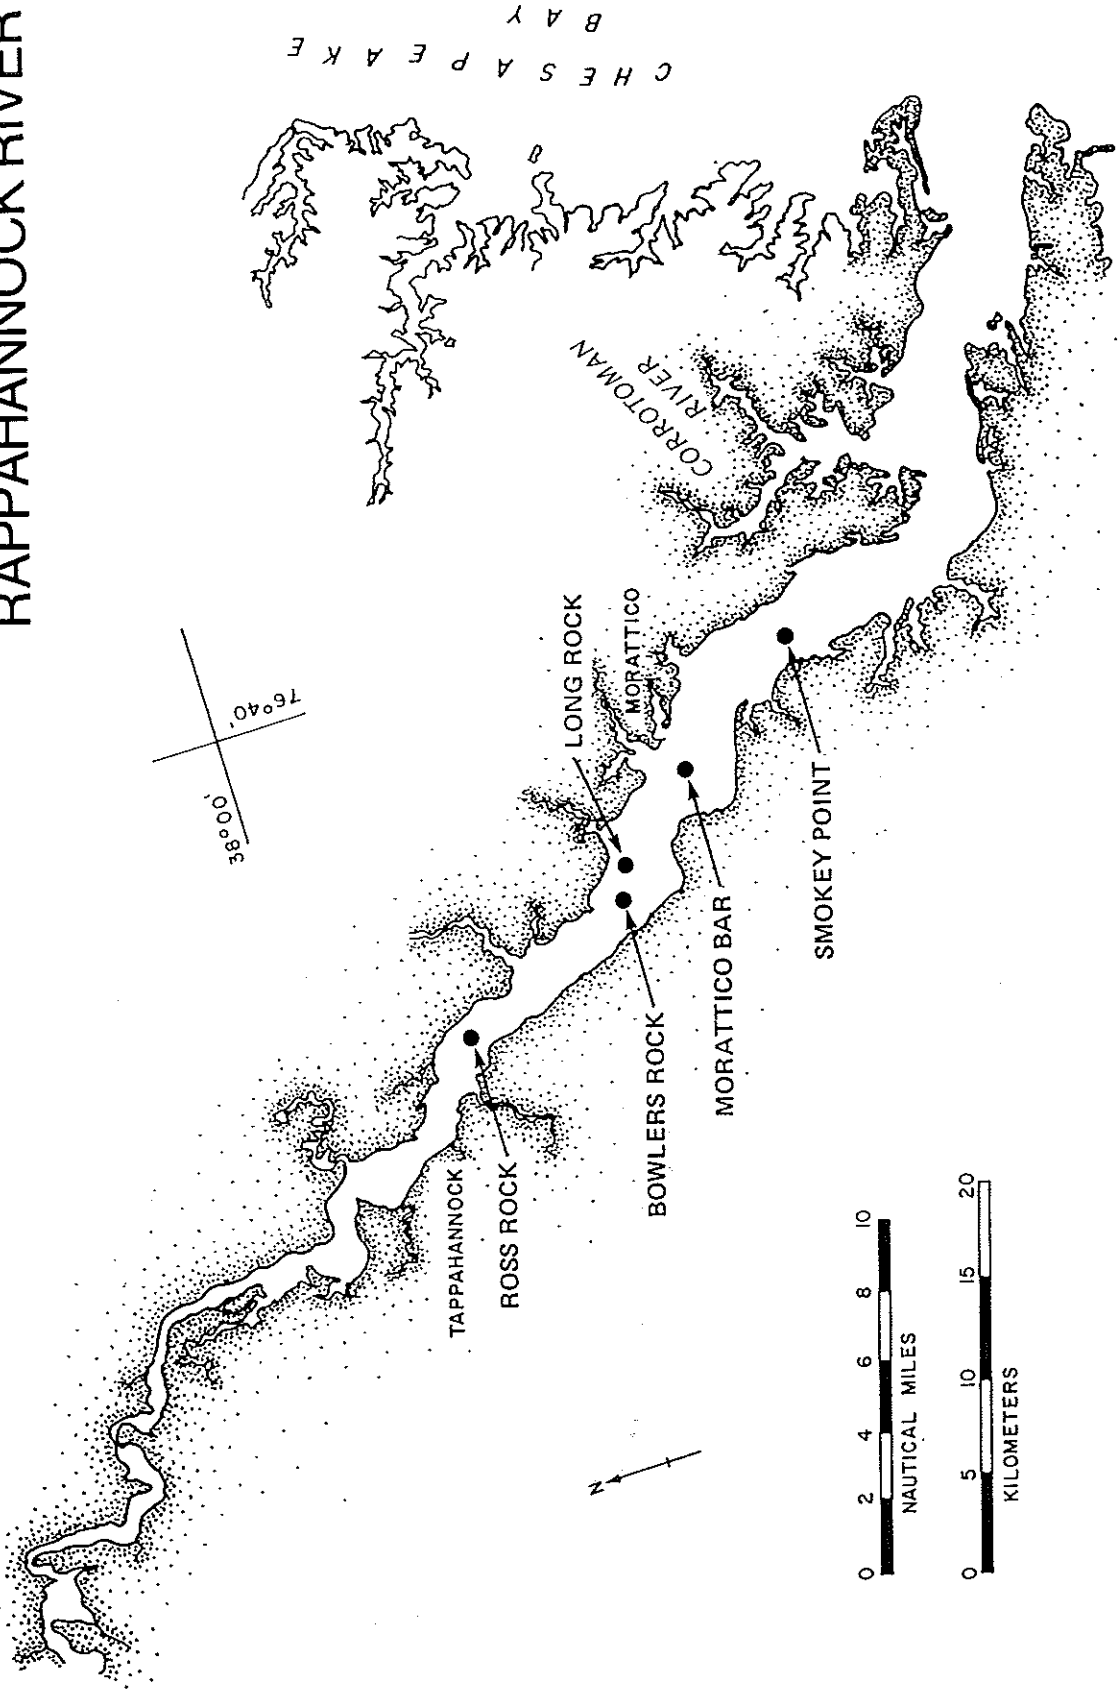 RAPPAHANNOCK RIVER
CHESAPEAKE
BAY
CORROTOMAN
RIVER
38°00'
76°40'
LONG ROCK
MORATTICO
TAPPAHANNOCK
ROSS ROCK
BOWLERS ROCK
MORATTICO BAR
SMOKEY POINT
N
0 2 4 6 8 10
NAUTICAL MILES
0 5 10 15 20
KILOMETERS